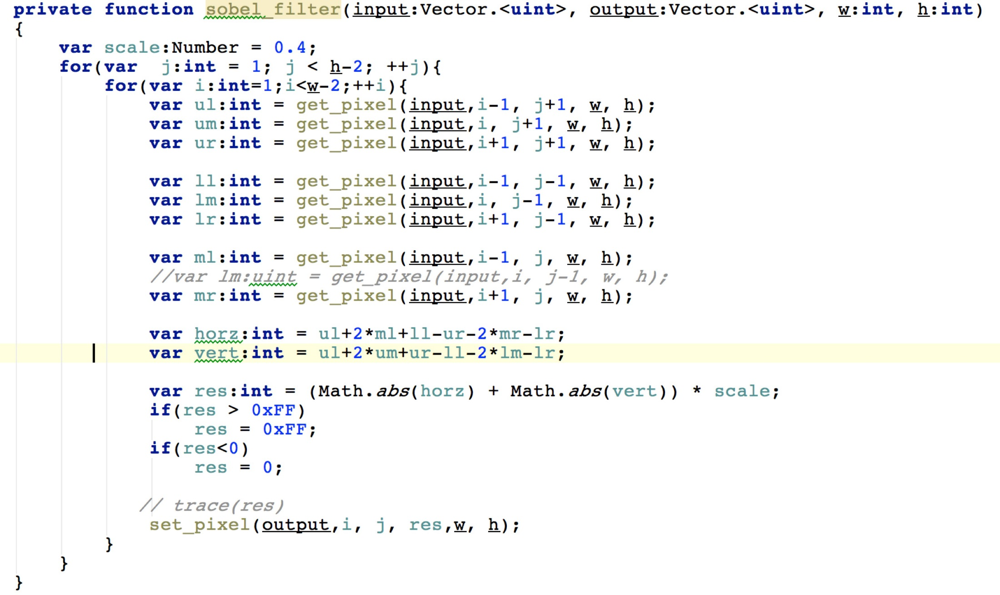 private function sobel_filter(input:Vector.<uint>, output:Vector.<uint>, w:int, h:int)
{
    var scale:Number = 0.4;
    for(var  j:int = 1; j < h-2; ++j){
        for(var i:int=1;i<w-2;++i){
            var ul:int = get_pixel(input,i-1, j+1, w, h);
            var um:int = get_pixel(input,i, j+1, w, h);
            var ur:int = get_pixel(input,i+1, j+1, w, h);

            var ll:int = get_pixel(input,i-1, j-1, w, h);
            var lm:int = get_pixel(input,i, j-1, w, h);
            var lr:int = get_pixel(input,i+1, j-1, w, h);

            var ml:int = get_pixel(input,i-1, j, w, h);
            //var lm:uint = get_pixel(input,i, j-1, w, h);
            var mr:int = get_pixel(input,i+1, j, w, h);

            var horz:int = ul+2*ml+ll-ur-2*mr-lr;
            var vert:int = ul+2*um+ur-ll-2*lm-lr;

            var res:int = (Math.abs(horz) + Math.abs(vert)) * scale;
            if(res > 0xFF)
                res = 0xFF;
            if(res<0)
                res = 0;

           // trace(res)
            set_pixel(output,i, j, res,w, h);
        }
    }
}